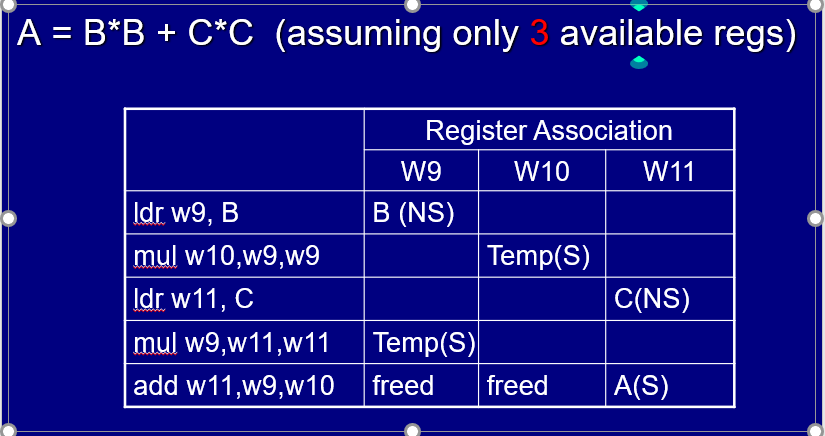 A = B*B + C*C (assuming only 3 available regs)
Register Association
W9 W10 W11
ldr w9, B B (NS)
mul w10,w9,w9 Temp(S)
ldr w11, C C(NS)
mul w9,w11,w11 Temp(S)
add w11,w9,w10 freed freed A(S)